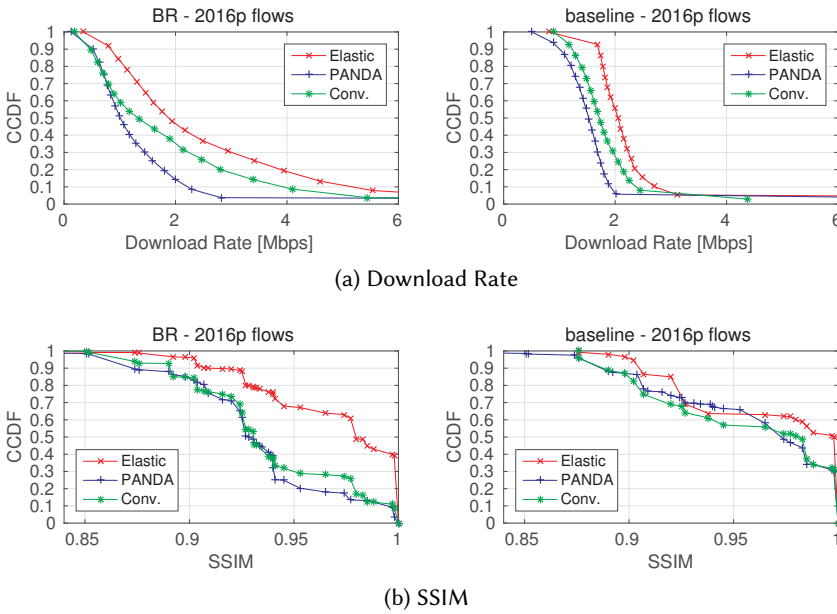 BR - 2016p flows
1
0.9
0.8
0.7
0.6
0.5
0.4
0.3
0.2
0.1
0
CCDF
Elastic
PANDA
Conv.
0 2 4 6
Download Rate [Mbps]
baseline - 2016p flows
1
0.9
0.8
0.7
0.6
0.5
0.4
0.3
0.2
0.1
0
CCDF
Elastic
PANDA
Conv.
0 2 4 6
Download Rate [Mbps]
(a) Download Rate
BR - 2016p flows
1
0.9
0.8
0.7
0.6
0.5
0.4
0.3
0.2
0.1
0
CCDF
Elastic
PANDA
Conv.
0.85 0.9 0.95 1
SSIM
baseline - 2016p flows
1
0.9
0.8
0.7
0.6
0.5
0.4
0.3
0.2
0.1
0
CCDF
Elastic
PANDA
Conv.
0.85 0.9 0.95 1
SSIM
(b) SSIM